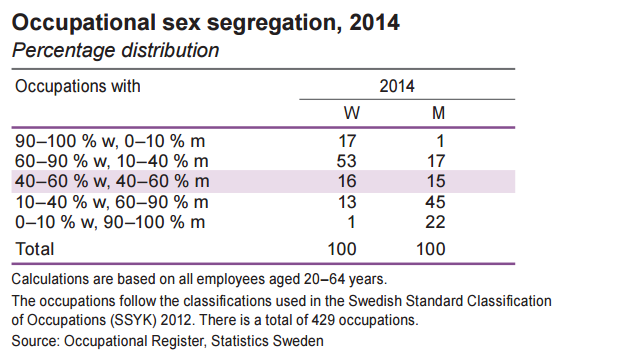 Occupational sex segregation, 2014
Percentage distribution
Occupations with 2014
W M
90–100 % w, 0–10 % m 17 1
60–90 % w, 10–40 % m 53 17
40–60 % w, 40–60 % m 16 15
10–40 % w, 60–90 % m 13 45
0–10 % w, 90–100 % m 1 22
Total 100 100
Calculations are based on all employees aged 20–64 years.
The occupations follow the classifications used in the Swedish Standard Classification
of Occupations (SSYK) 2012. There is a total of 429 occupations.
Source: Occupational Register, Statistics Sweden